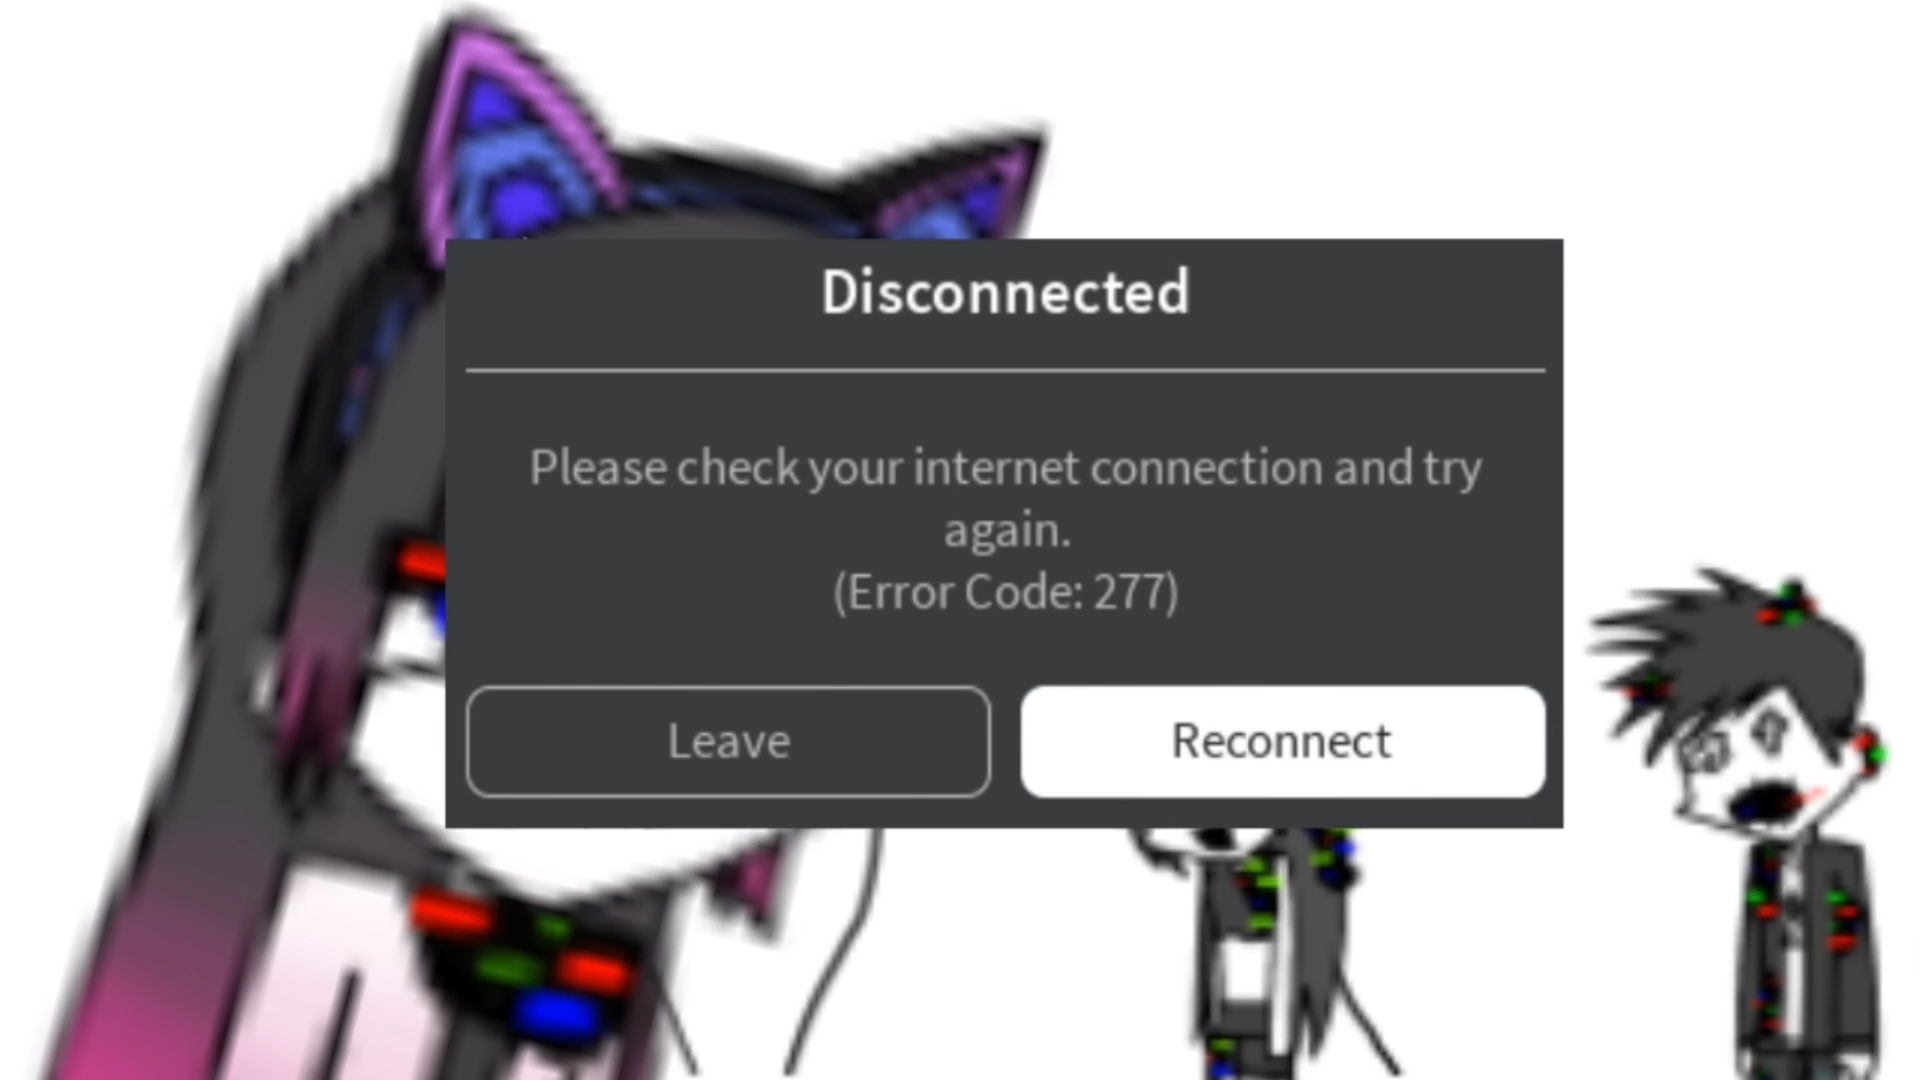 Disconnected
Please check your internet connection and try
again.
(Error Code: 277)
Leave
Reconnect